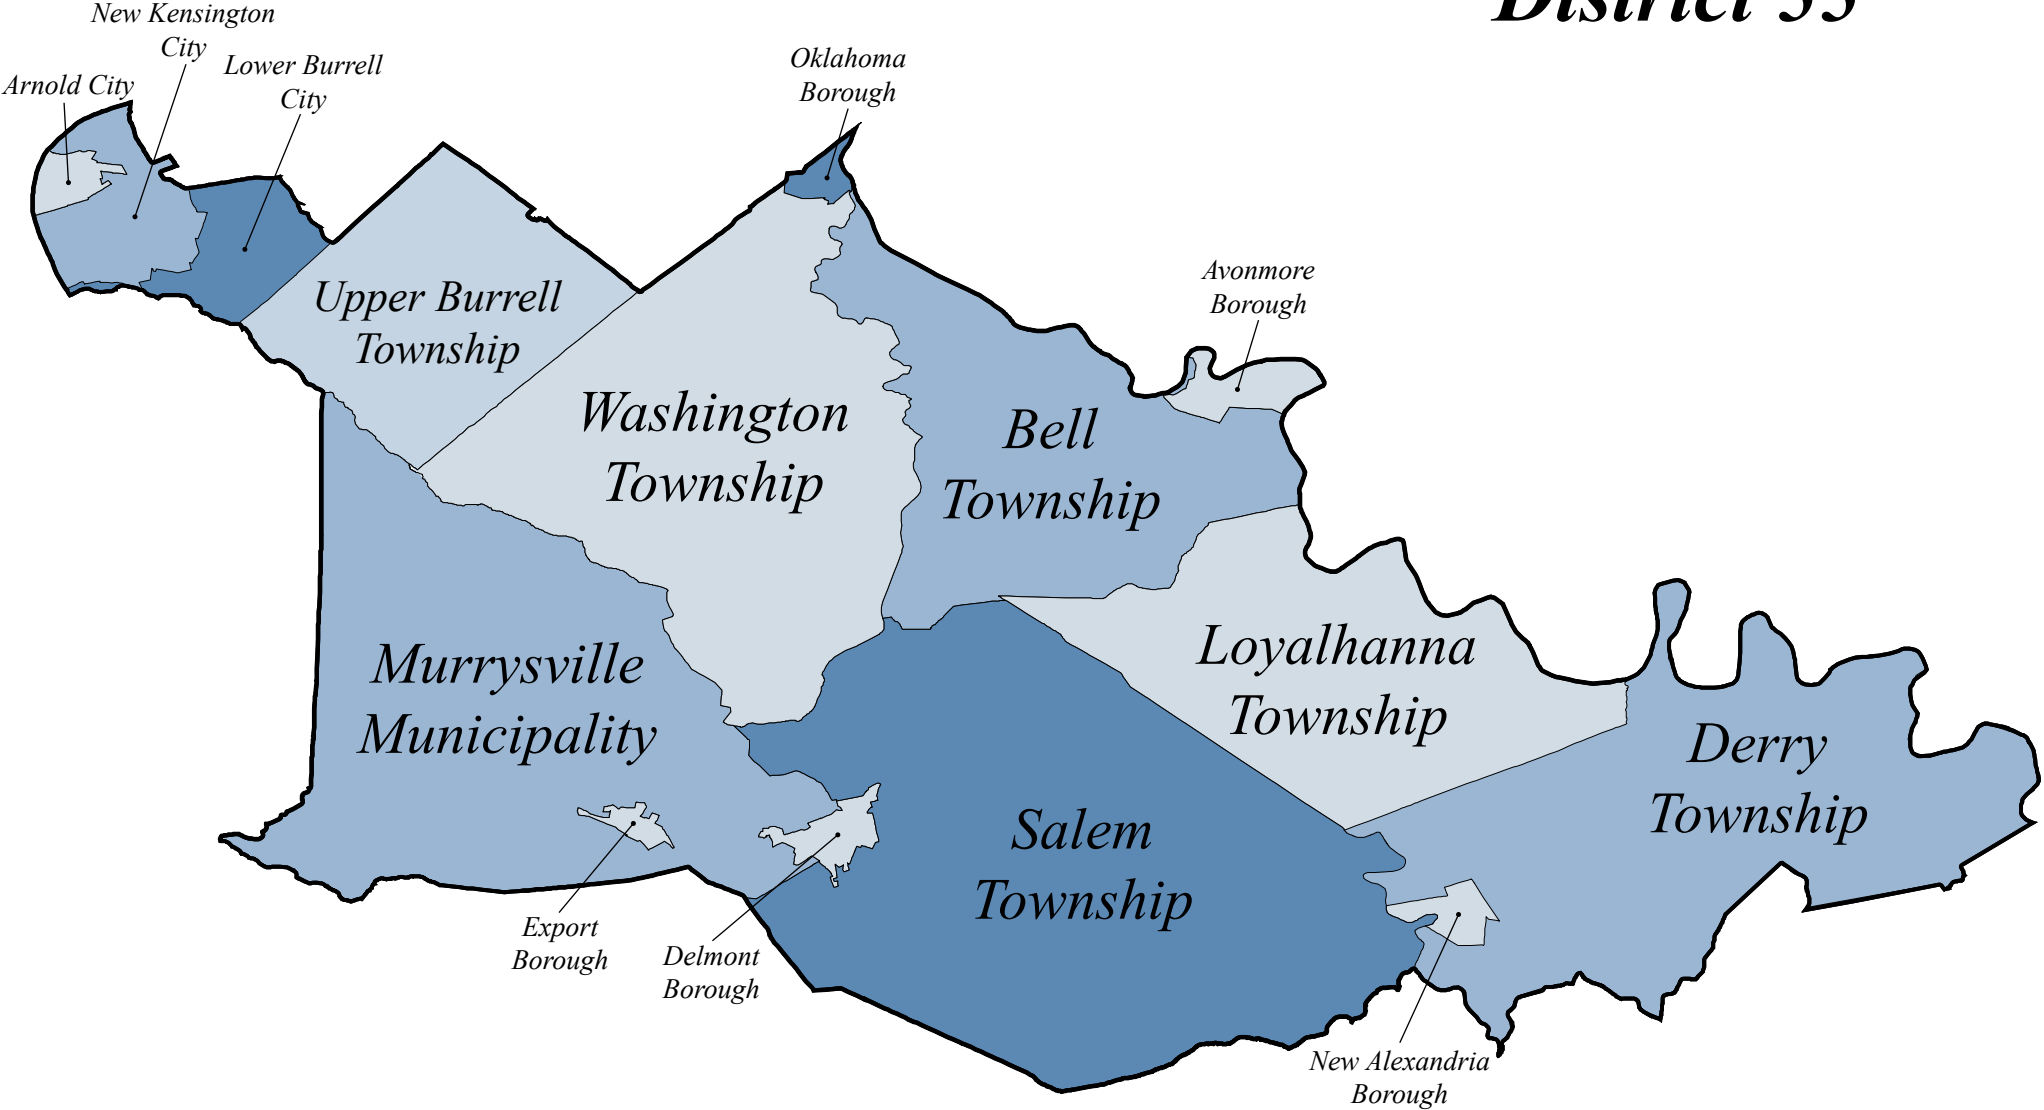 District 55
New Kensington
City
Lower Burrell
City
Arnold City
Oklahoma
Borough
Avonmore
Borough
Upper Burrell
Township
Washington
Township
Bell
Township
Loyalhanna
Township
Murrysville
Municipality
Derry
Township
Salem
Township
Export
Borough
Delmont
Borough
New Alexandria
Borough